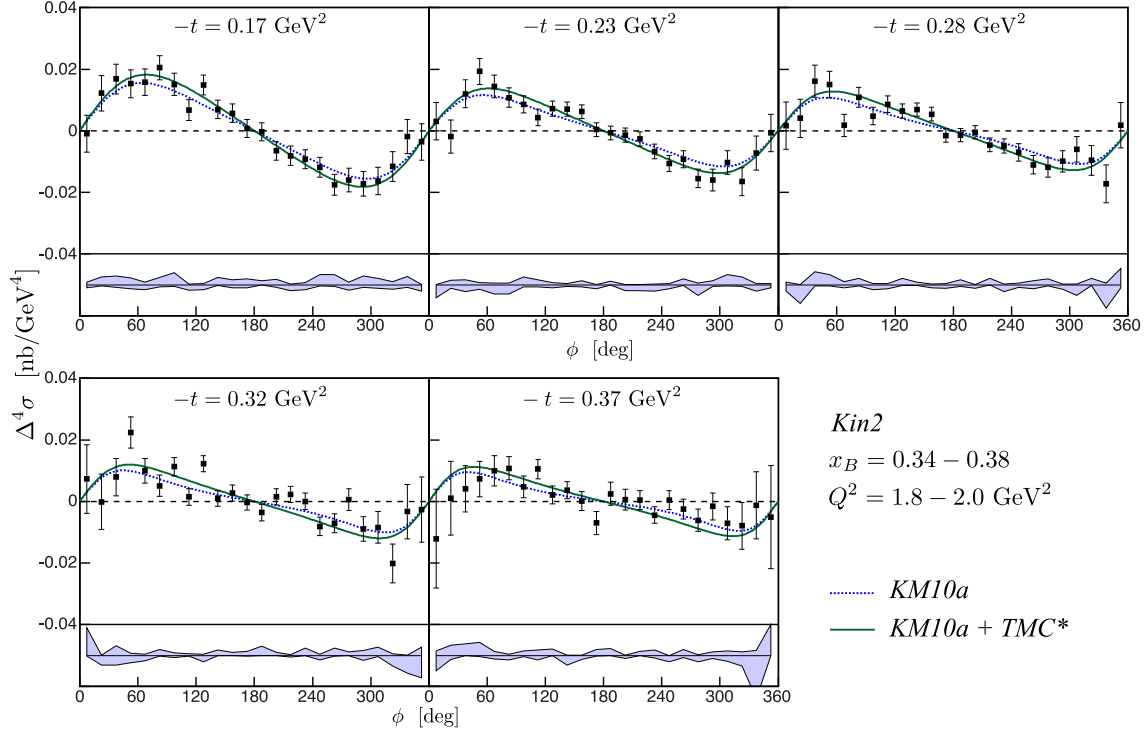 −t = 0.17 GeV² −t = 0.23 GeV² −t = 0.28 GeV²
0.04
0.02
0
-0.02
-0.04
0 60 120 180 240 300 0 60 120 180 240 300 0 60 120 180 240 300 360
ϕ [deg]
Δ⁴σ [nb/GeV⁴]
−t = 0.32 GeV² − t = 0.37 GeV²
0.04
0.02
0
-0.02
-0.04
0 60 120 180 240 300 0 60 120 180 240 300 360
ϕ [deg]
Kin2
x_B = 0.34 − 0.38
Q² = 1.8 − 2.0 GeV²
KM10a
KM10a + TMC*